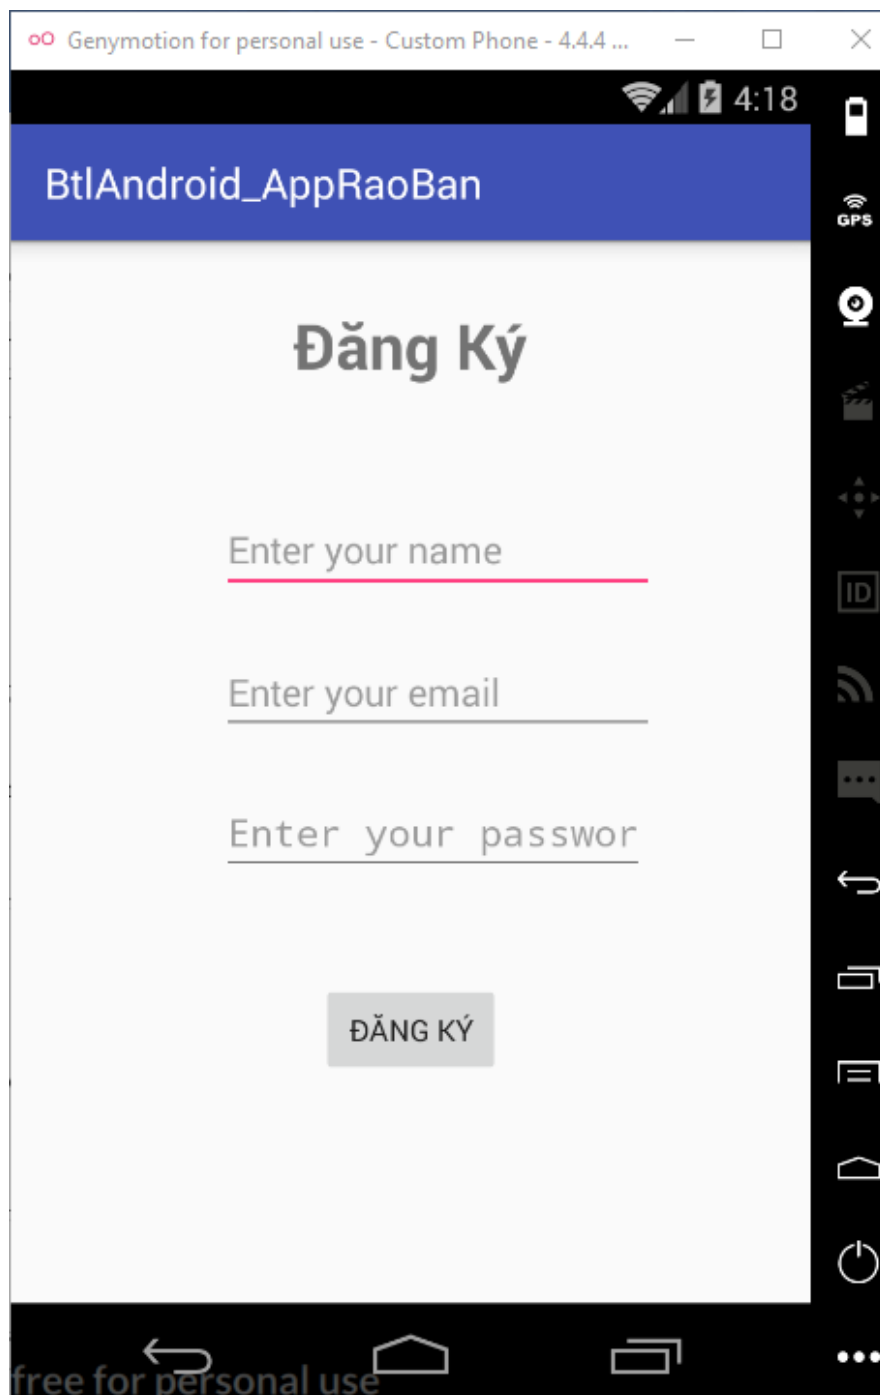 Genymotion for personal use - Custom Phone - 4.4.4 ...
4:18
BtlAndroid_AppRaoBan
GPS
Đăng Ký
Enter your name
ID
Enter your email
Enter your passwor
ĐĂNG KÝ
free for personal use